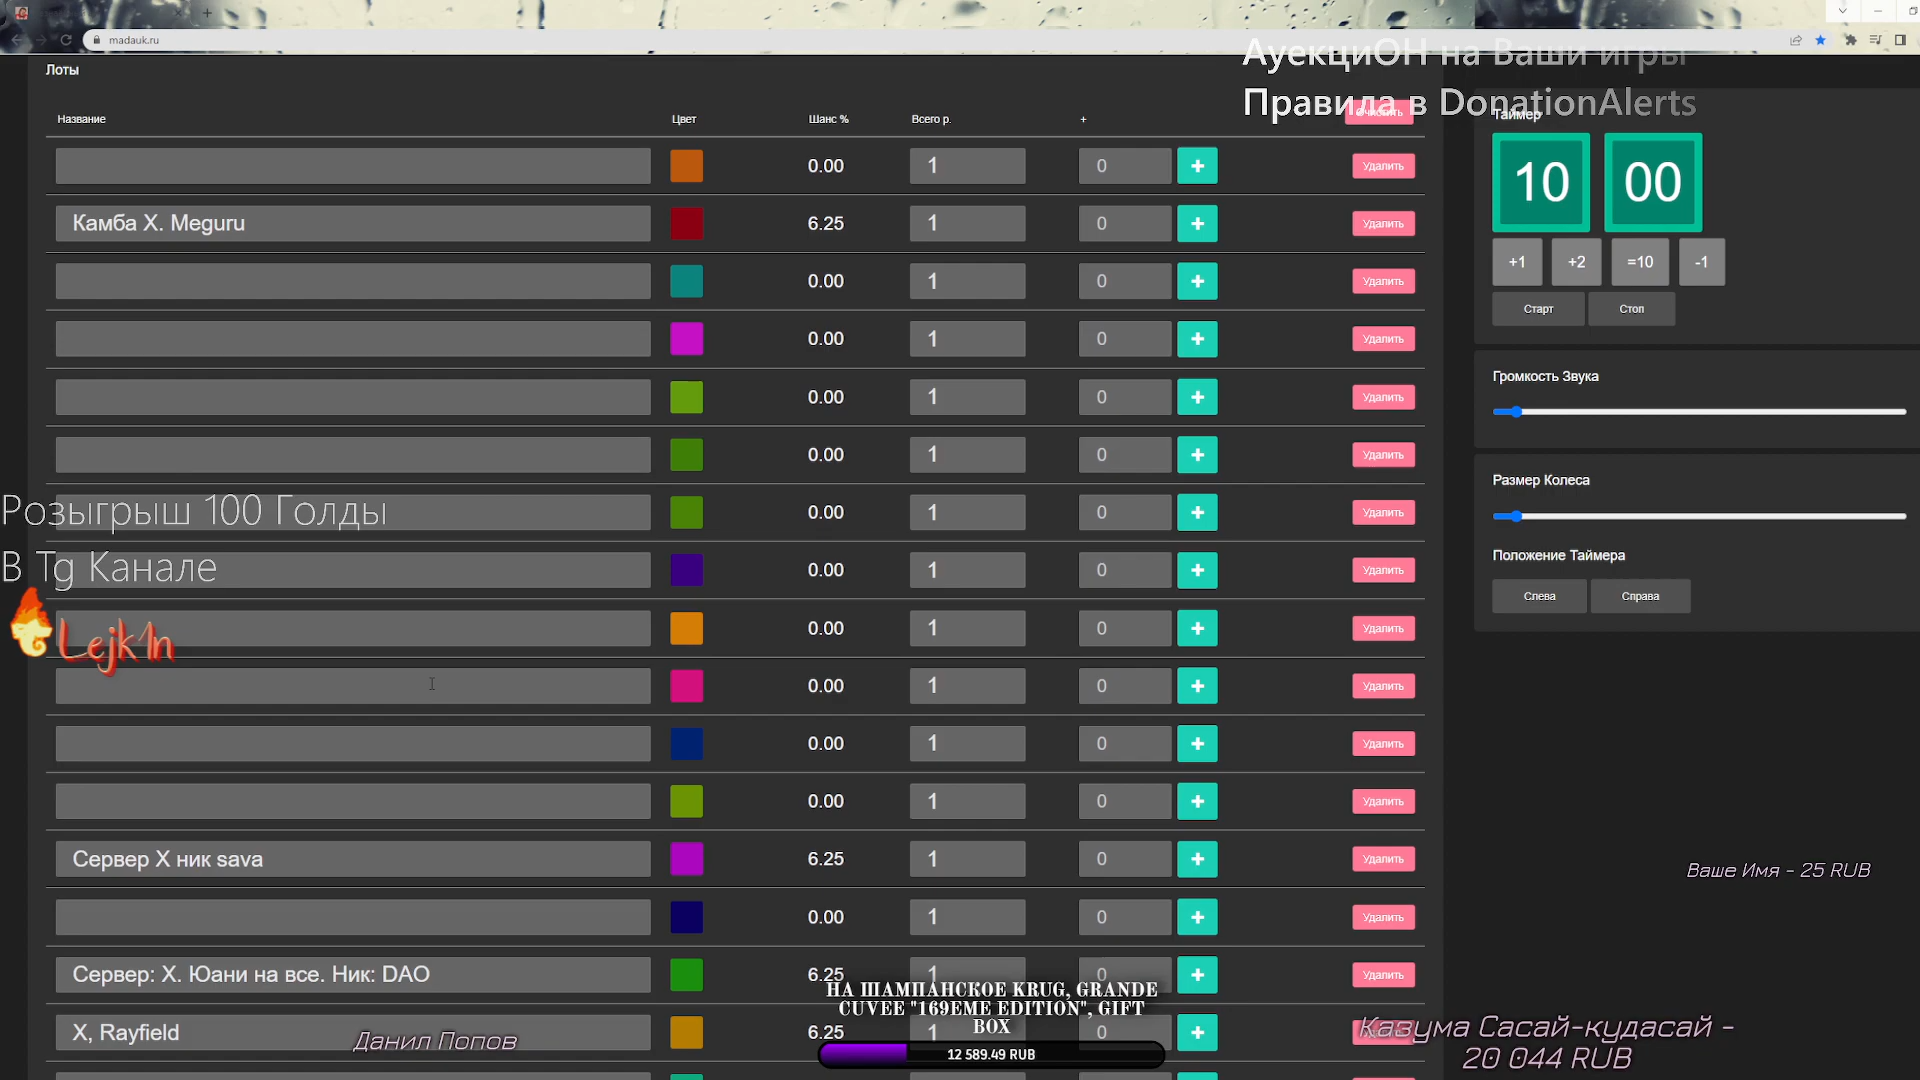 madauk.ru
АуекциОН на Ваши игры
Правила в DonationAlerts
Лоты
Название Цвет Шанс % Всего р. + Очистить
0.00 1 0 + Удалить
Камба X. Meguru 6.25 1 0 + Удалить
0.00 1 0 + Удалить
0.00 1 0 + Удалить
0.00 1 0 + Удалить
0.00 1 0 + Удалить
0.00 1 0 + Удалить
0.00 1 0 + Удалить
0.00 1 0 + Удалить
0.00 1 0 + Удалить
0.00 1 0 + Удалить
0.00 1 0 + Удалить
Сервер X ник sava 6.25 1 0 + Удалить
0.00 1 0 + Удалить
Сервер: X. Юани на все. Ник: DAO 6.25 1 0 + Удалить
X, Rayfield 6.25 1 0 +
Розыгрыш 100 Голды
В Tg Канале
Lejk1n
Таймер
10 00
+1 +2 =10 -1
Старт Стоп
Громкость Звука
Размер Колеса
Положение Таймера
Слева Справа
Ваше Имя - 25 RUB
Данил Попов
НА ШАМПАНСКОЕ KRUG, GRANDE
CUVEE "169EME EDITION", GIFT
BOX
12 589.49 RUB
Казума Сасай-кудасай -
20 044 RUB